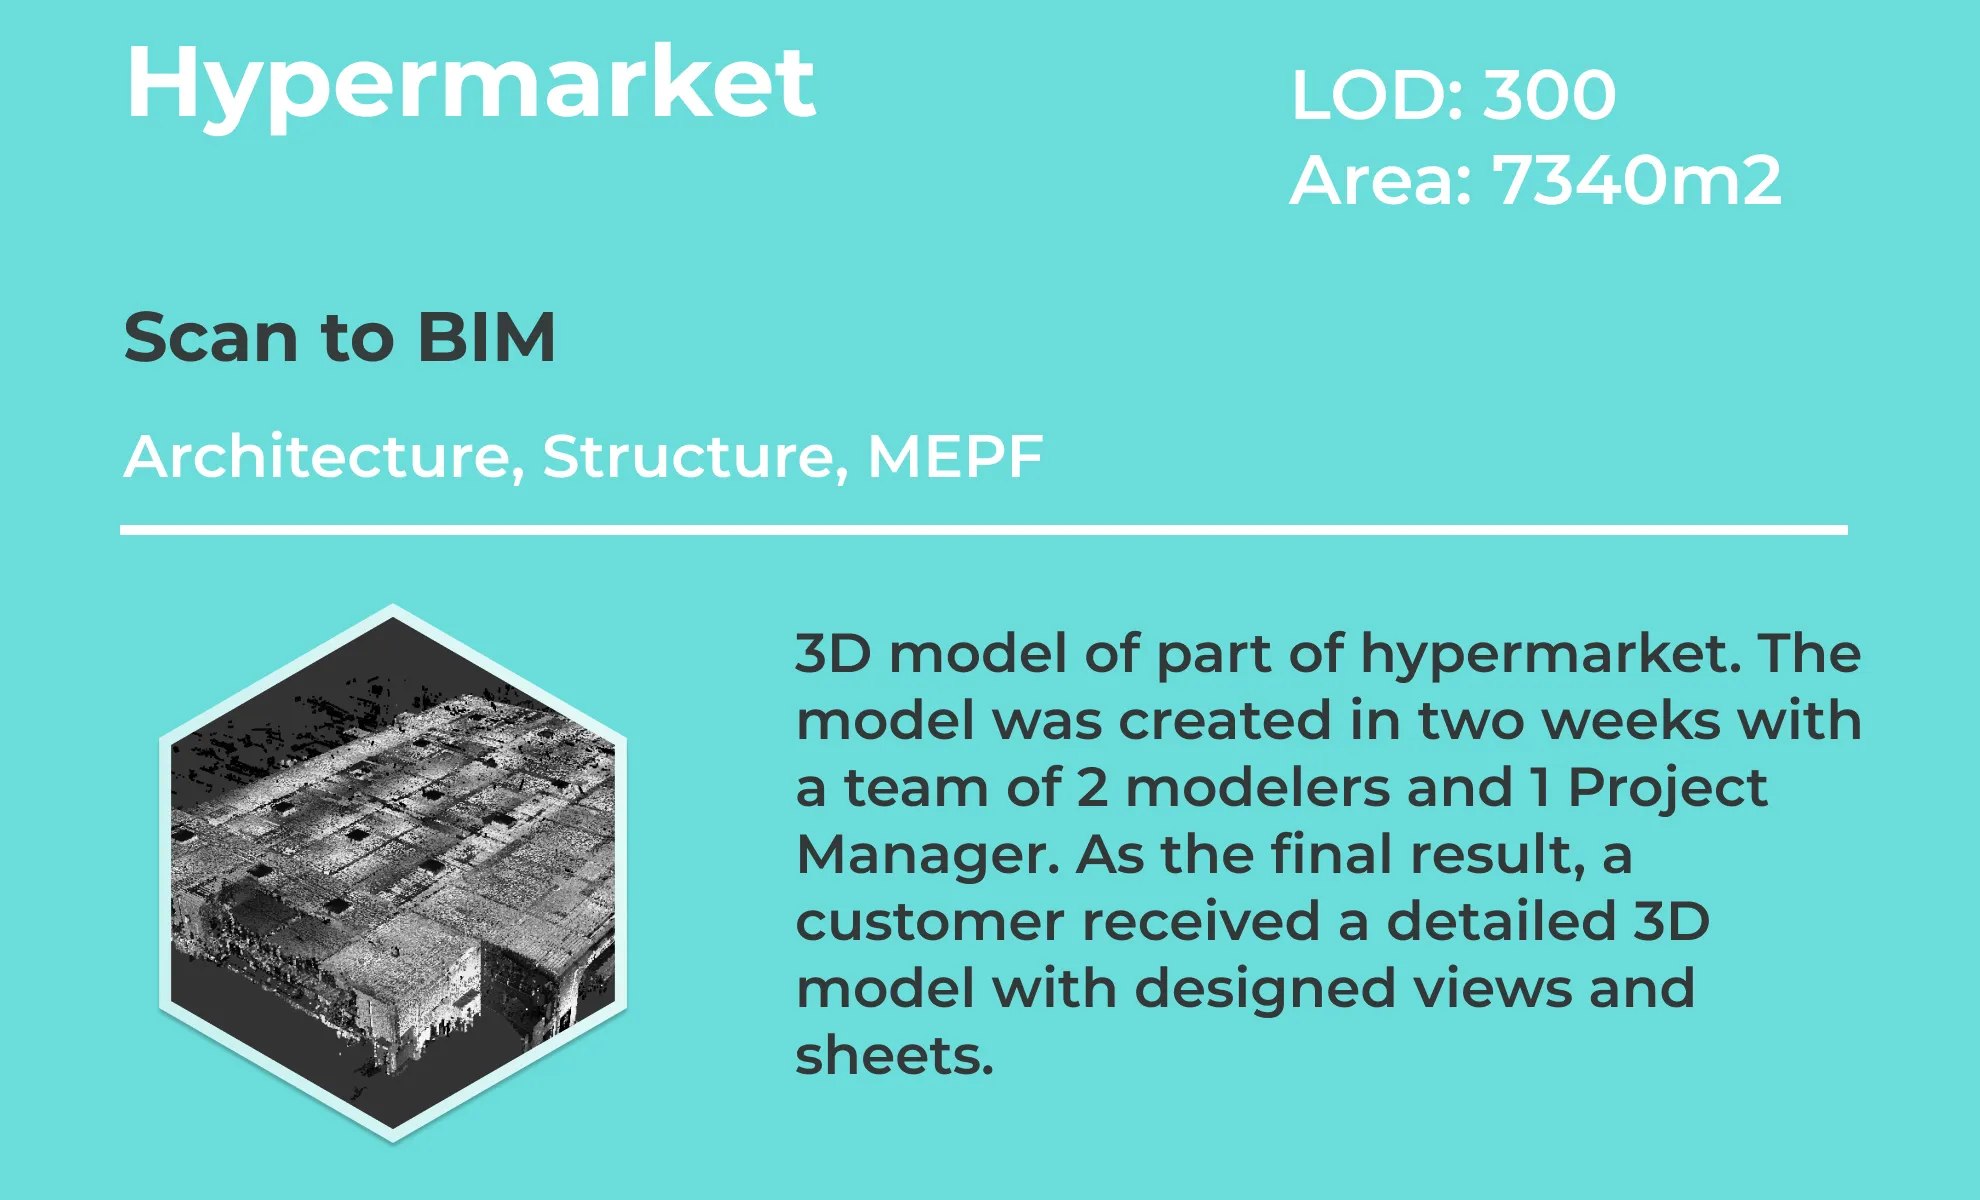 Hypermarket
LOD: 300
Area: 7340m2
Scan to BIM
Architecture, Structure, MEPF
3D model of part of hypermarket. The
model was created in two weeks with
a team of 2 modelers and 1 Project
Manager. As the final result, a
customer received a detailed 3D
model with designed views and
sheets.